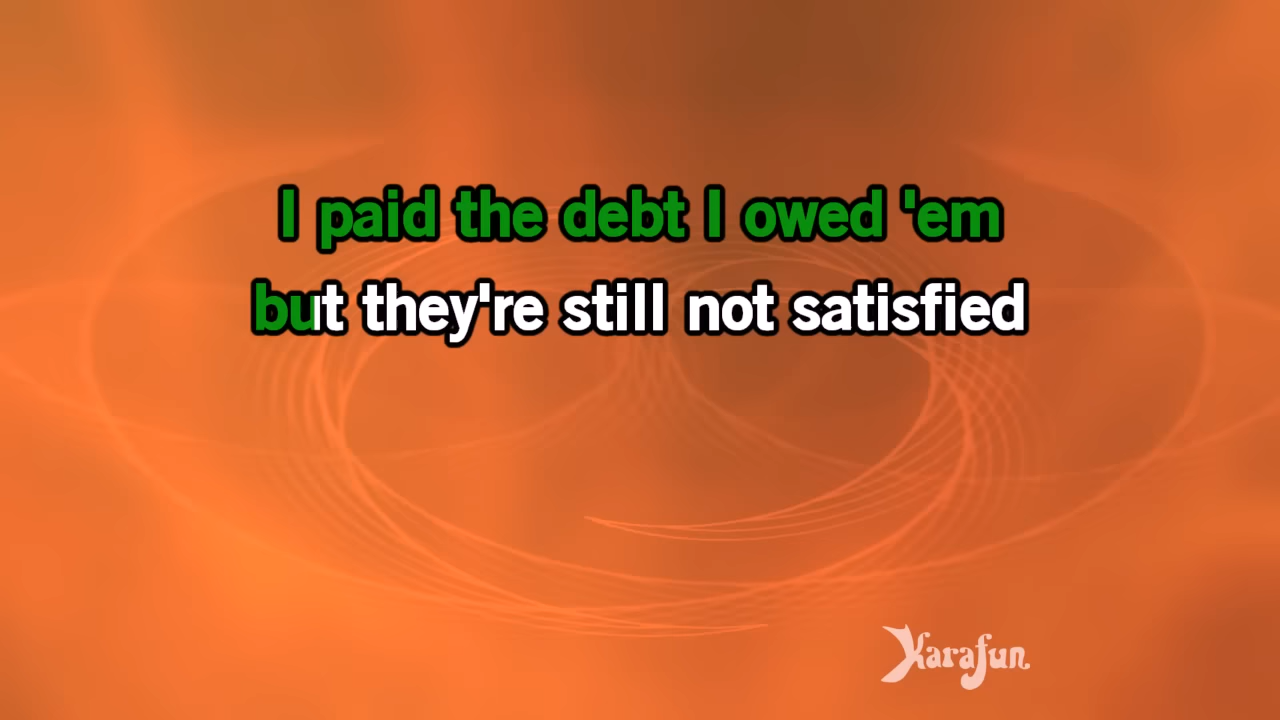 I paid the debt I owed 'em
but they're still not satisfied
Karafun